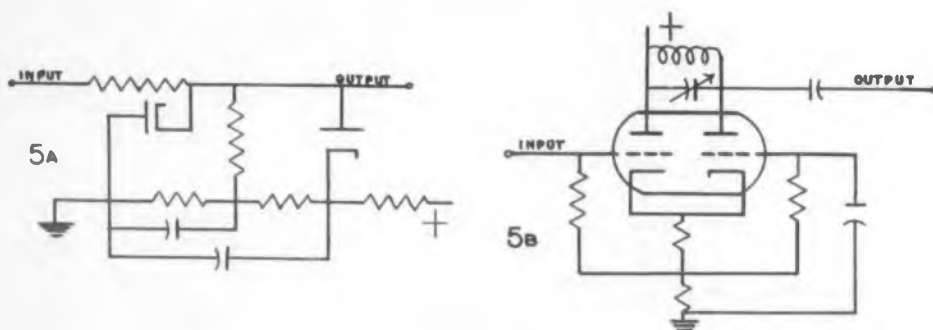 INPUT
OUTPUT
5A
+
+
INPUT
OUTPUT
5B